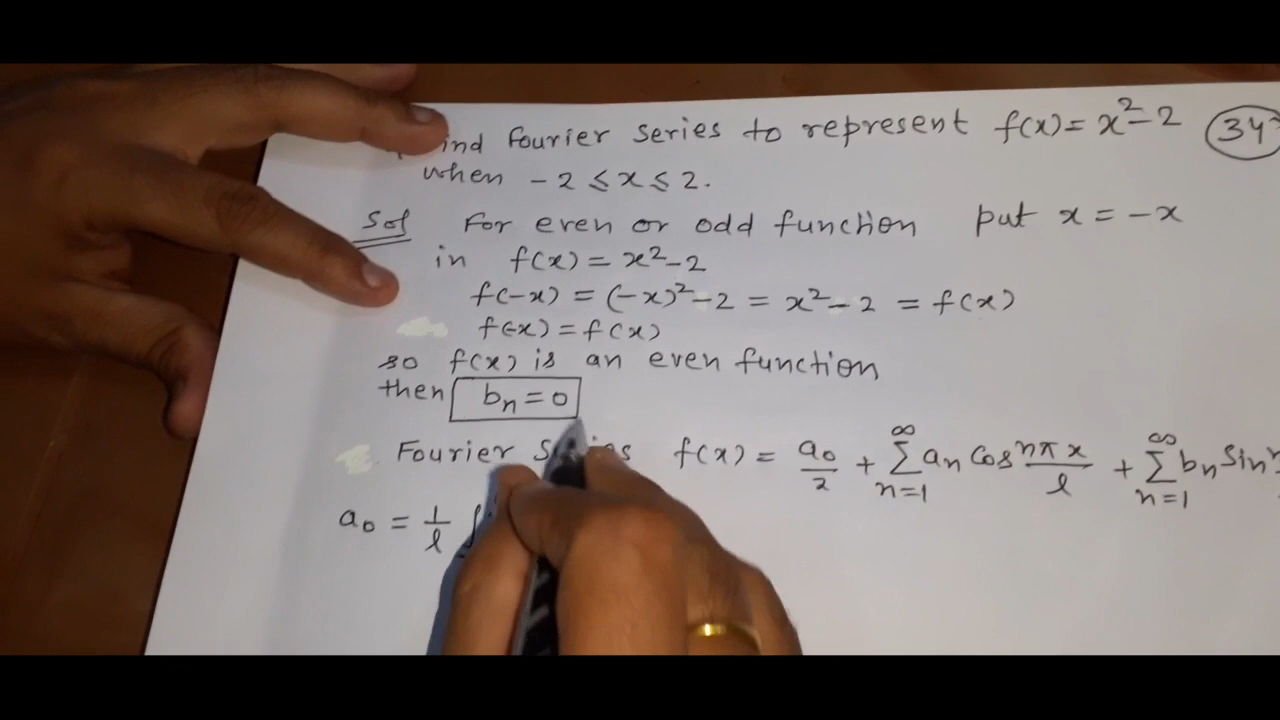 ind Fourier series to represent f(x) = x² - 2 (34
when - 2 ≤ x ≤ 2.
Sol For even or odd function put x = -x
in f(x) = x² - 2
f(-x) = (-x)² - 2 = x² - 2 = f(x)
f(-x) = f(x)
so f(x) is an even function
then bn = 0
Fourier Series f(x) = a0/2 + ∑_{n=1}^{∞} an Cos nπx/l + ∑_{n=1}^{∞} bn Sin
a0 = 1/l ∫